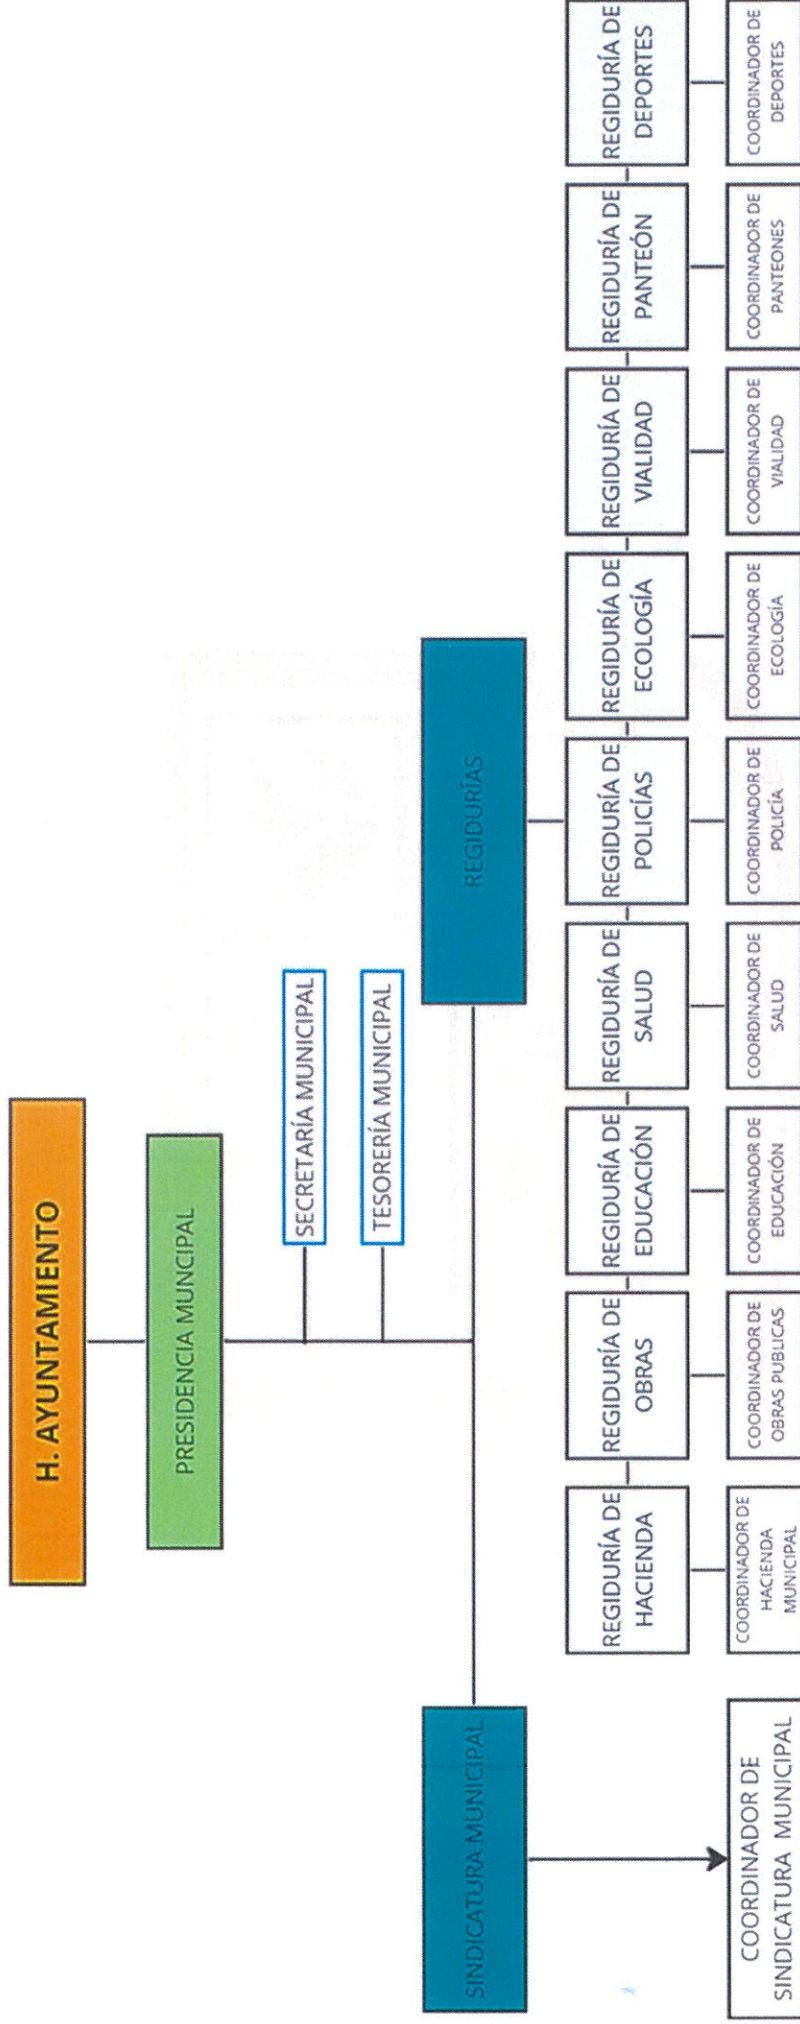 H. AYUNTAMIENTO
PRESIDENCIA MUNCIPAL
SECRETARÍA MUNICIPAL
TESORERÍA MUNICIPAL
SINDICATURA MUNICIPAL
REGIDURÍAS
REGIDURÍA DE
HACIENDA
REGIDURÍA DE
OBRAS
REGIDURÍA DE
EDUCACIÓN
REGIDURÍA DE
SALUD
REGIDURÍA DE
POLICÍAS
REGIDURÍA DE
ECOLOGÍA
REGIDURÍA DE
VIALIDAD
REGIDURÍA DE
PANTEÓN
REGIDURÍA DE
DEPORTES
COORDINADOR DE
SINDICATURA MUNICIPAL
COORDINADOR DE
HACIENDA
MUNICIPAL
COORDINADOR DE
OBRAS PUBLICAS
COORDINADOR DE
EDUCACIÓN
COORDINADOR DE
SALUD
COORDINADOR DE
POLICÍA
COORDINADOR DE
ECOLOGÍA
COORDINADOR DE
VIALIDAD
COORDINADOR DE
PANTEONES
COORDINADOR DE
DEPORTES